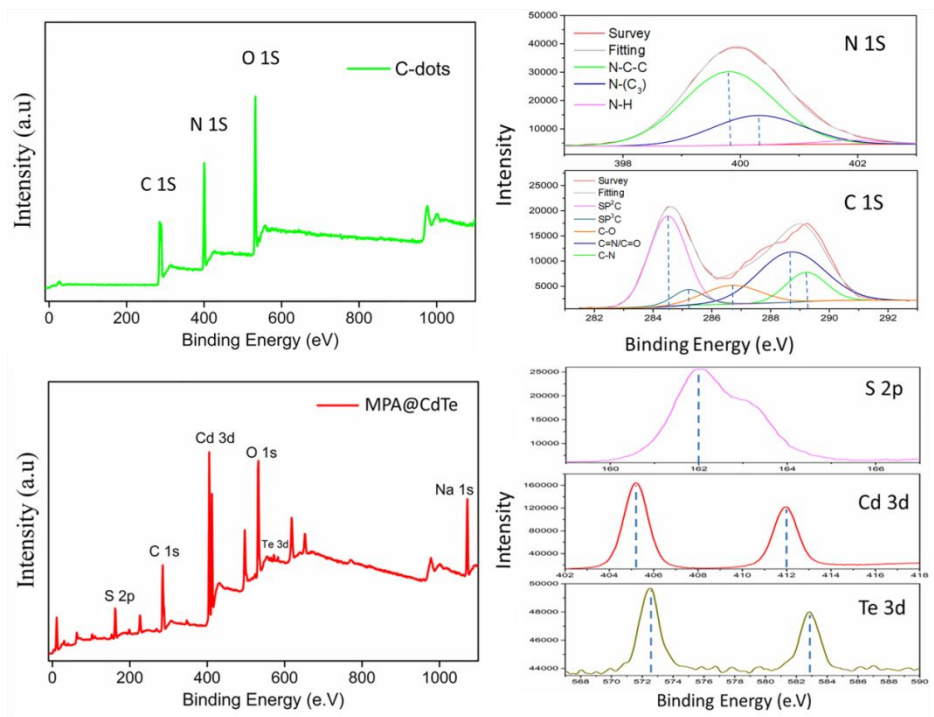 Intensity (a.u)
C 1S
N 1S
O 1S
C-dots
0
200
400
600
800
1000
Binding Energy (eV)
Intensity
50000
40000
30000
20000
10000
Survey
Fitting
N-C-C
N-(C₃)
N-H
N 1S
398
400
402
25000
20000
15000
10000
5000
Survey
Fitting
SP²C
SP³C
C-O
C=N/C=O
C-N
C 1S
282
284
286
288
290
292
Binding Energy (e.V)
Intensity (a.u)
MPA@CdTe
Cd 3d
O 1s
Na 1s
Te 3d
C 1s
S 2p
0
200
400
600
800
1000
Binding Energy (e.V)
Intensity
25000
20000
15000
10000
S 2p
160
162
164
166
160000
120000
80000
40000
Cd 3d
402
404
406
408
410
412
414
416
418
50000
48000
46000
44000
Te 3d
568
570
572
574
576
578
580
582
584
586
588
590
Binding Energy (e.V)